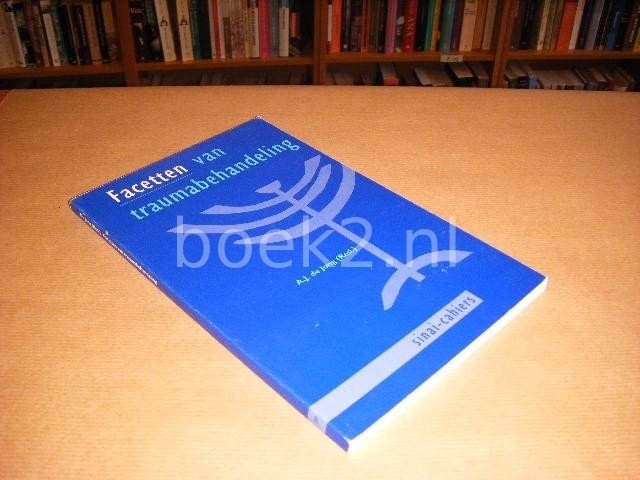 Facetten van
traumabehandeling
boek2.nl
A.J. de Jong (Red.)
sinai-cahiers